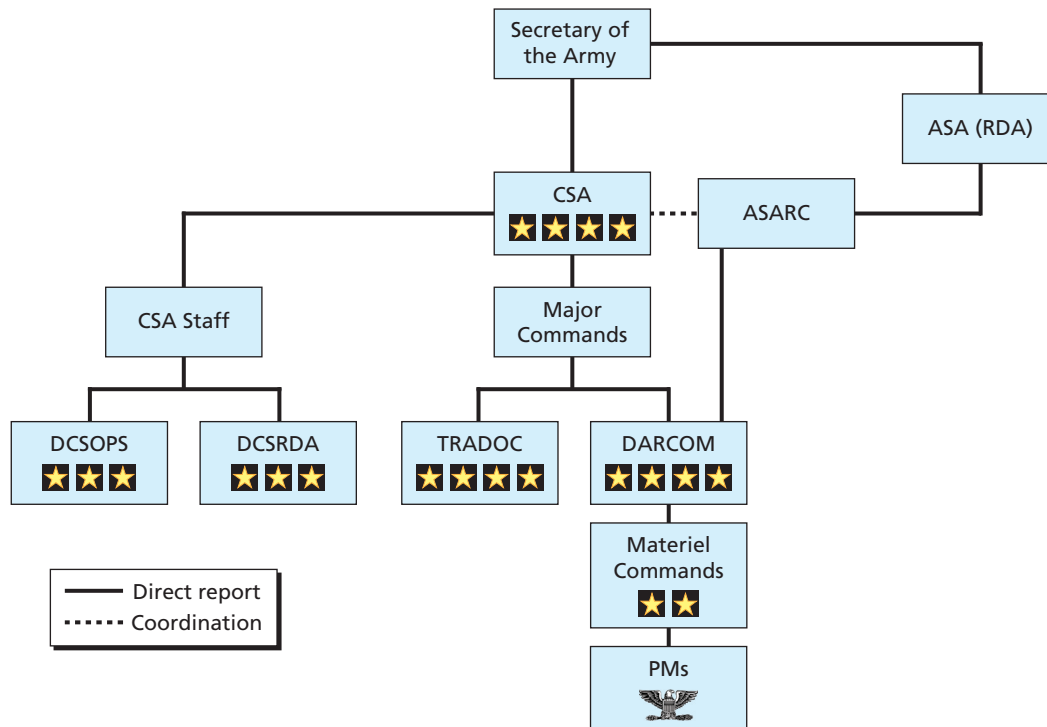 Secretary of
the Army
ASA (RDA)
CSA
ASARC
CSA Staff
Major
Commands
DCSOPS
DCSRDA
TRADOC
DARCOM
Materiel
Commands
Direct report
Coordination
PMs